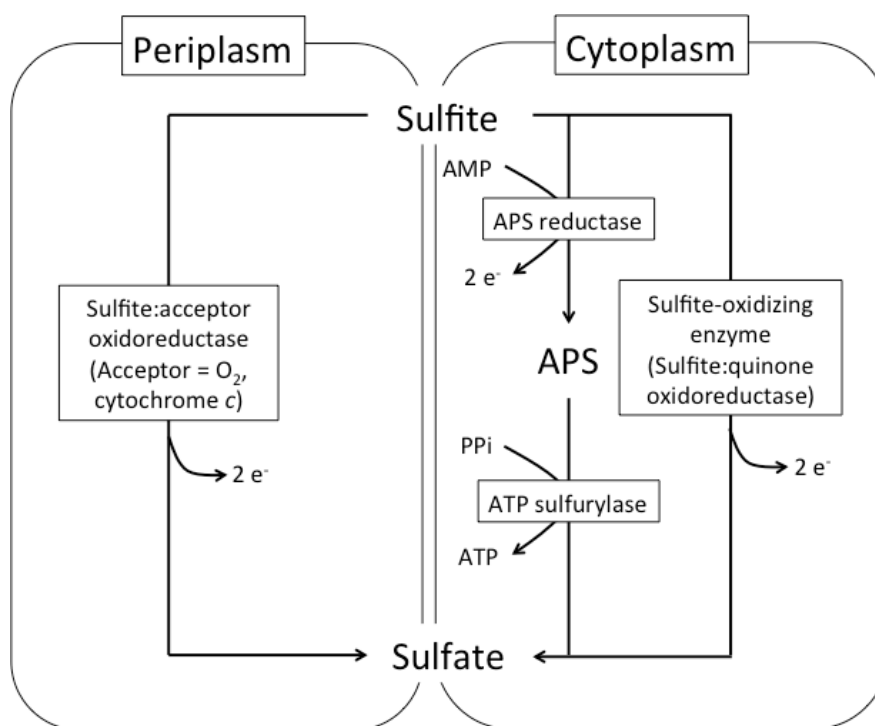 Periplasm
Cytoplasm
Sulfite
AMP
APS reductase
2 e⁻
Sulfite:acceptor
oxidoreductase
(Acceptor = O₂,
cytochrome c)
2 e⁻
APS
Sulfite-oxidizing
enzyme
(Sulfite:quinone
oxidoreductase)
2 e⁻
PPi
ATP sulfurylase
ATP
Sulfate